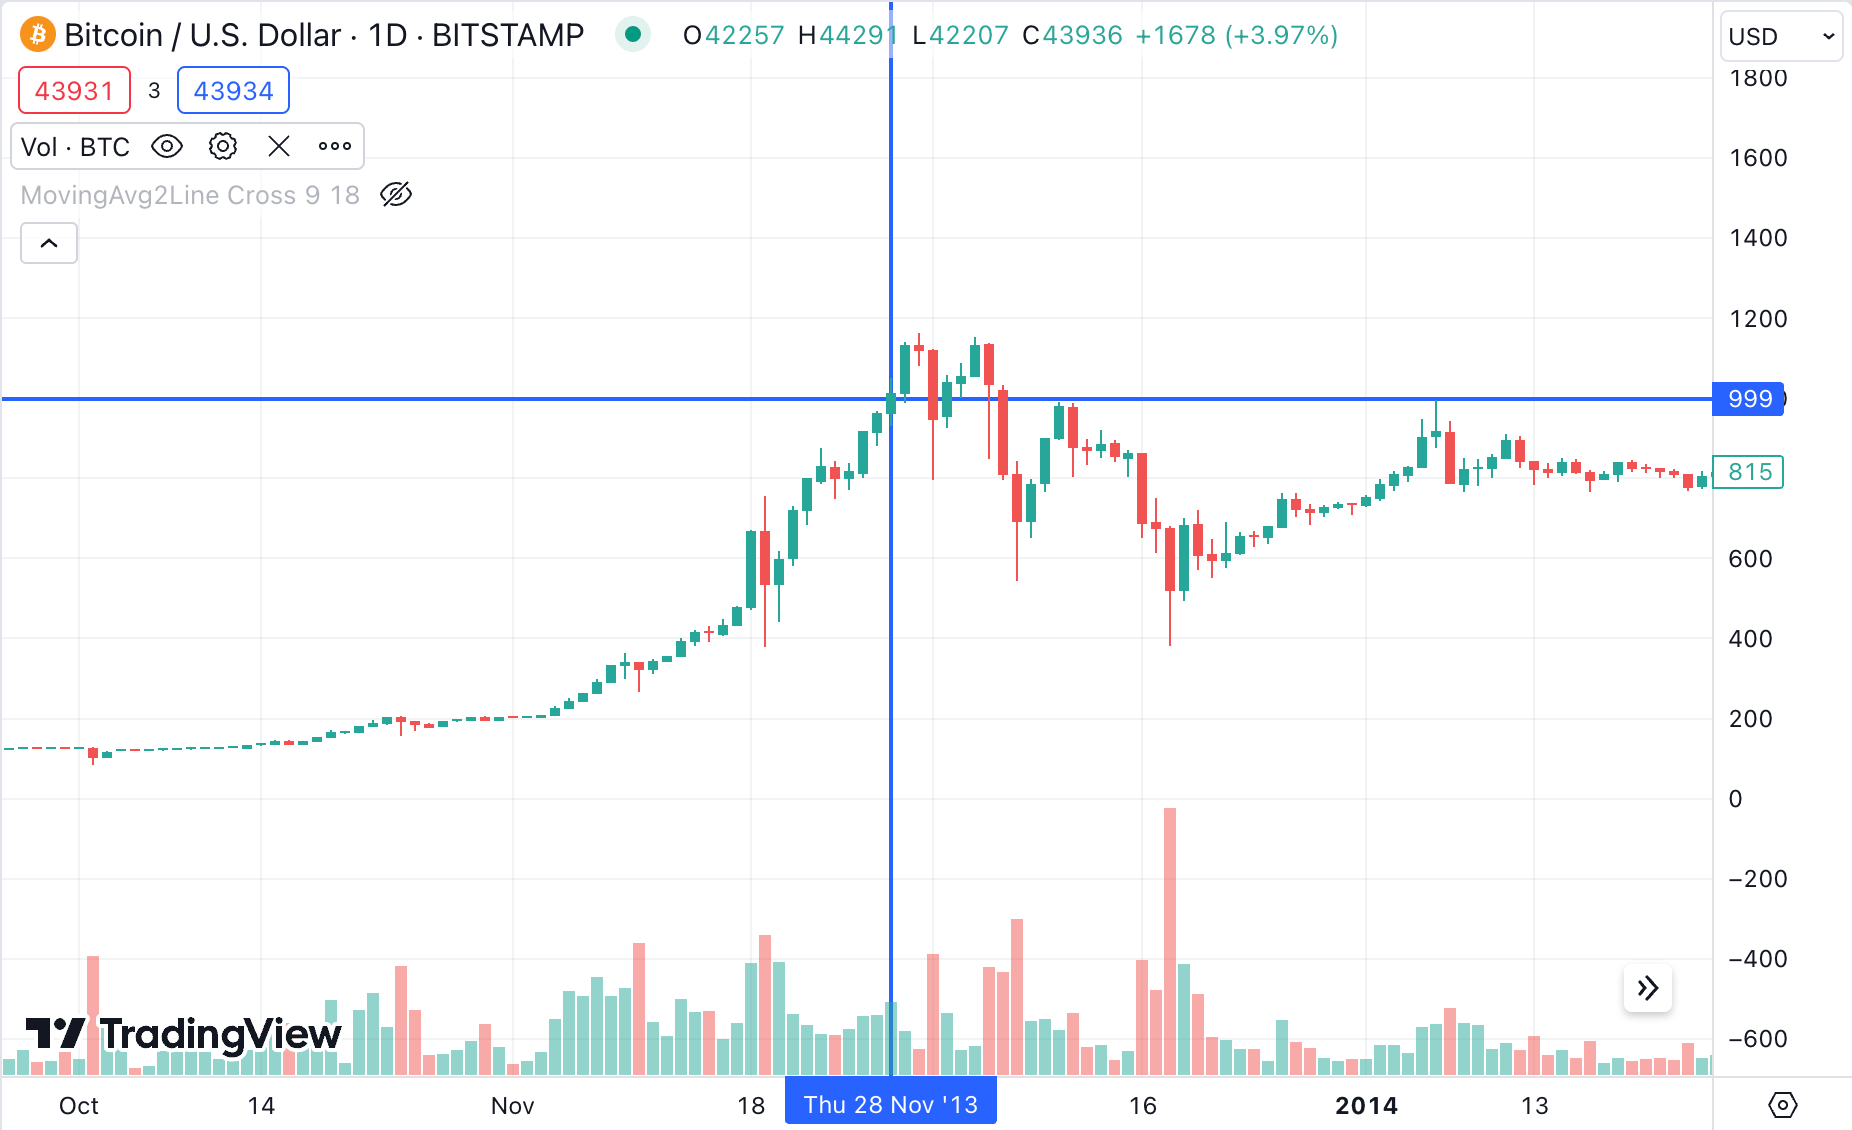 Bitcoin / U.S. Dollar · 1D · BITSTAMP O42257 H44291 L42207 C43936 +1678 (+3.97%)
USD
43931 3 43934
Vol · BTC
MovingAvg2Line Cross 9 18
1800
1600
1400
1200
999
815
600
400
200
0
−200
−400
−600
TradingView
Oct 14 Nov 18 Thu 28 Nov '13 16 2014 13